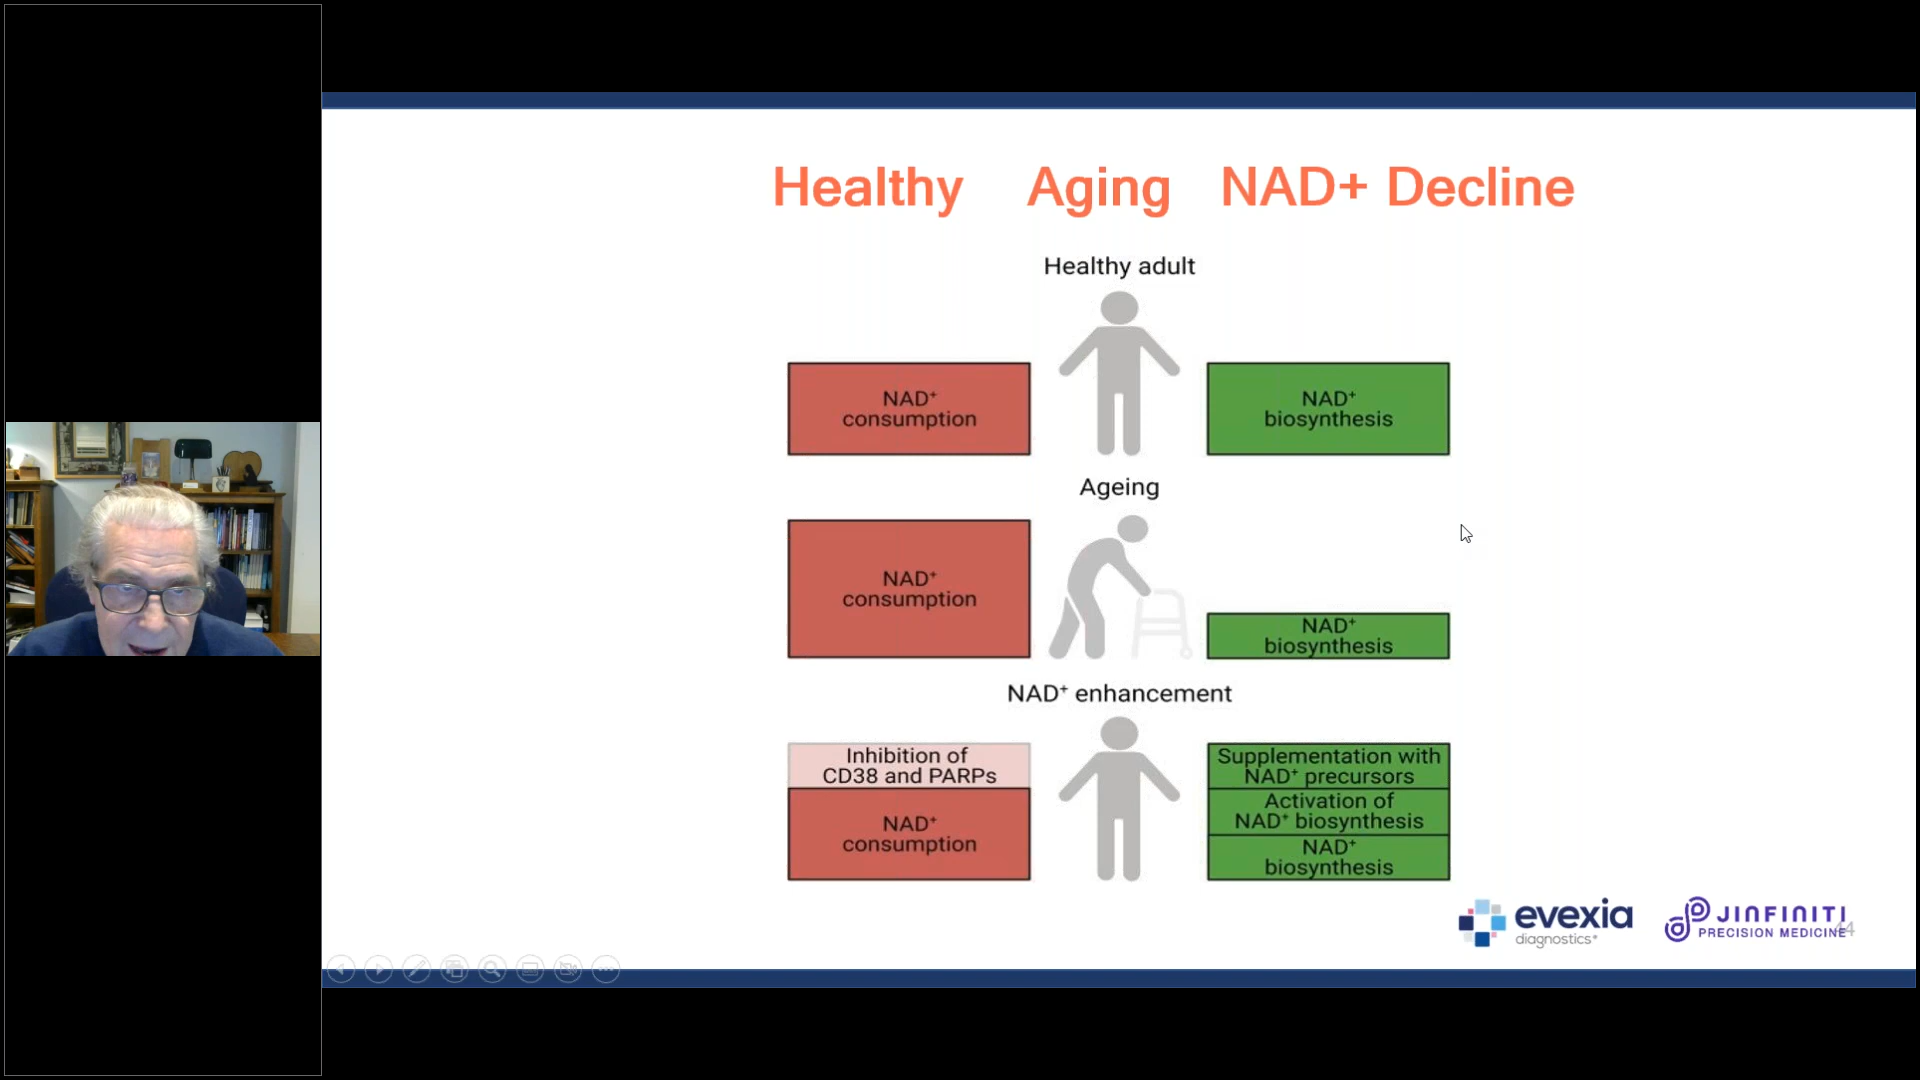 Healthy Aging NAD+ Decline
Healthy adult
NAD⁺
consumption
NAD⁺
biosynthesis
Ageing
NAD⁺
consumption
NAD⁺
biosynthesis
NAD⁺ enhancement
Inhibition of
CD38 and PARPs
NAD⁺
consumption
Supplementation with
NAD⁺ precursors
Activation of
NAD⁺ biosynthesis
NAD⁺
biosynthesis
evexia
diagnostics
JINFINITI
PRECISION MEDICINE
44